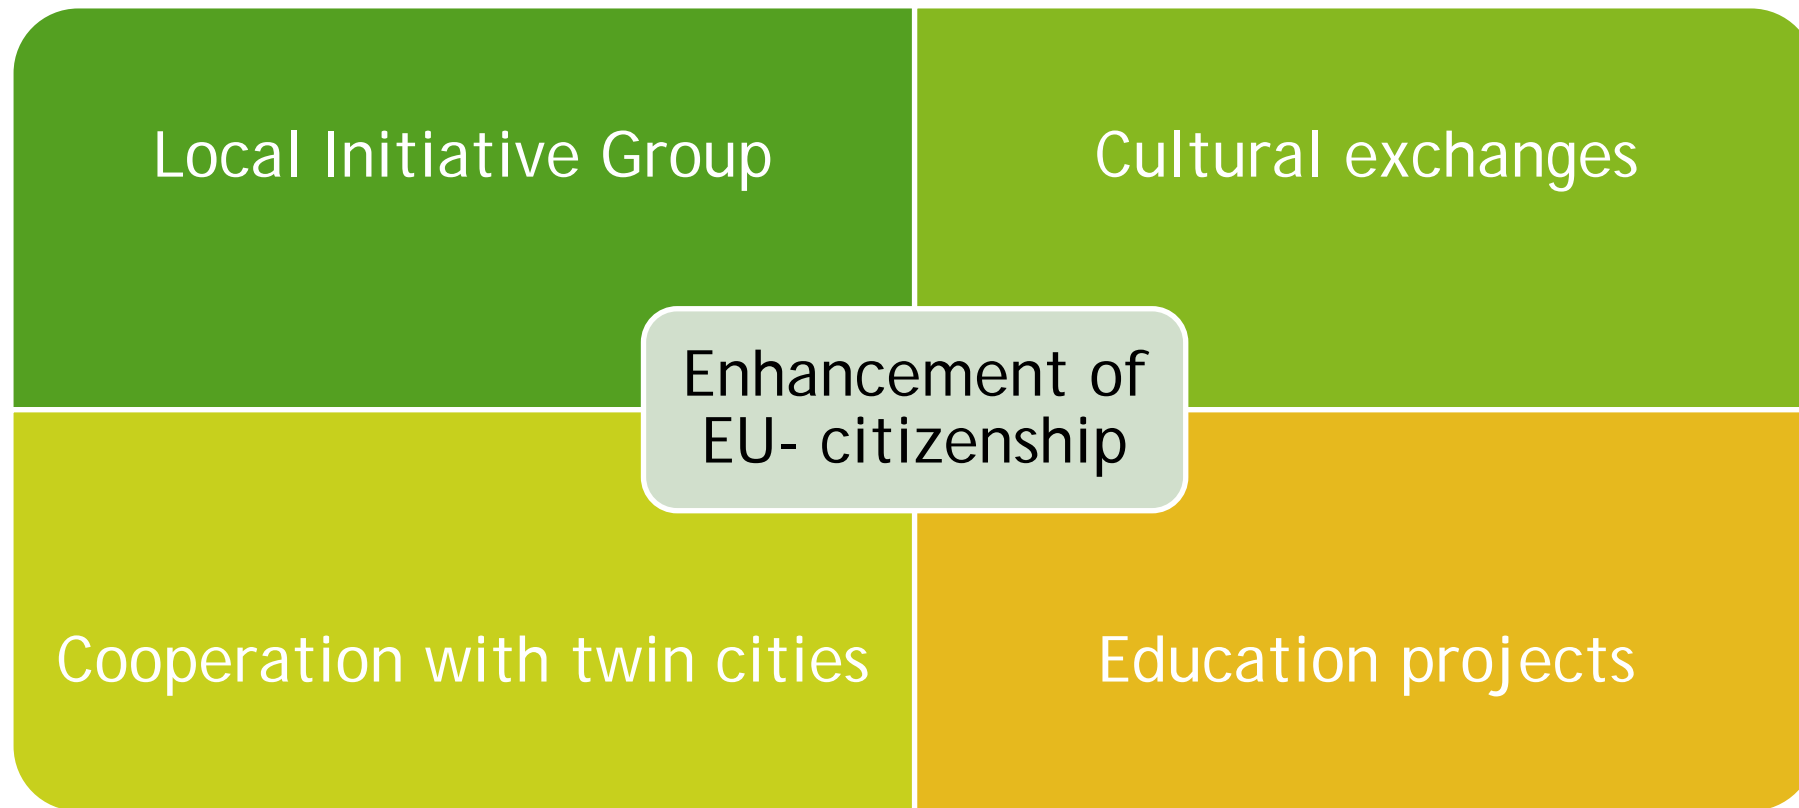 Local Initiative Group
Cultural exchanges
Enhancement of
EU- citizenship
Cooperation with twin cities
Education projects